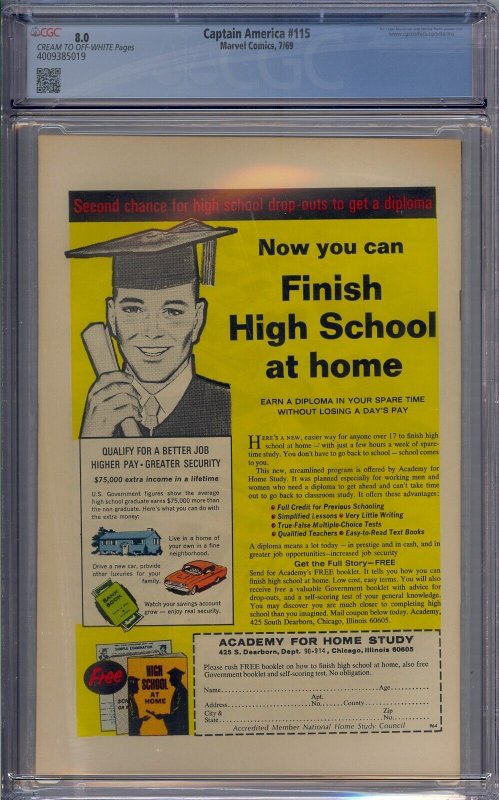 CGC
8.0
CREAM TO OFF-WHITE Pages
4009385019
Captain America #115
Marvel Comics, 7/69
Second chance for high school drop-outs to get a diploma
Now you can
Finish
High School
at home
EARN A DIPLOMA IN YOUR SPARE TIME
WITHOUT LOSING A DAY'S PAY
HERE'S A NEW, easier way for anyone over 17 to finish high
school at home — with just a few hours a week of spare-
time study. You don't have to go back to school — school comes
to you.
This new, streamlined program is offered by Academy for
Home Study. It was planned especially for working men and
women who need a diploma to get ahead and can't take time
out to go back to classroom study. It offers these advantages:
Full Credit for Previous Schooling
Simplified Lessons Very Little Writing
True-False Multiple-Choice Tests
Qualified Teachers Easy-to-Read Text Books
A diploma means a lot today — in prestige and in cash, and in
greater job opportunities—increased job security
Get the Full Story—FREE
Send for Academy's FREE booklet. It tells you how you can
finish high school at home. Low cost, easy terms. You will also
receive free a valuable Government booklet with advice for
drop-outs, and a self-scoring test of your general knowledge.
You may discover you are much closer to completing high
school than you imagined. Mail coupon below today. Academy,
425 South Dearborn, Chicago, Illinois 60605.
QUALIFY FOR A BETTER JOB
HIGHER PAY • GREATER SECURITY
$75,000 extra income in a lifetime
U.S. Government figures show the average
high school graduate earns $75,000 more than
the non-graduate. Here's what you can do with
the extra money:
Live in a home of
your own in a fine
neighborhood.
Drive a new car, provide
other luxuries for your
family.
BANK
BOOK
Watch your savings account
grow — enjoy real security.
SAMPLE EXAMINATION
Free
HIGH
SCHOOL
AT
HOME
ACADEMY FOR HOME STUDY
425 S. Dearborn, Dept. 90-914, Chicago, Illinois 60605
Please rush FREE booklet on how to finish high school at home, also free
Government booklet and self-scoring test. No obligation.
Name Age
Apt.
Address No. County
City & Zip
State No.
Accredited Member National Home Study Council 964